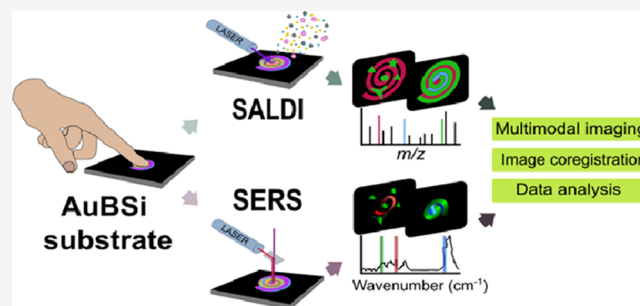 LASER
SALDI
m/z
AuBSi
substrate
SERS
LASER
Wavenumber (cm⁻¹)
Multimodal imaging
Image coregistration
Data analysis